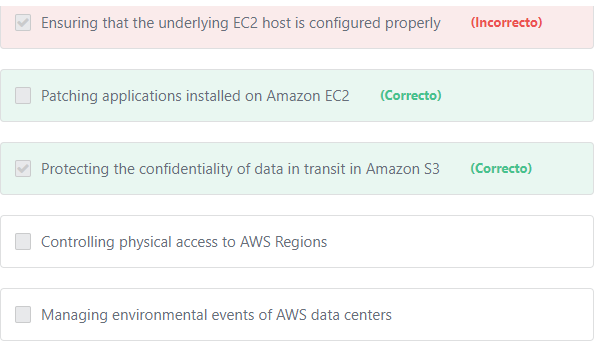 Ensuring that the underlying EC2 host is configured properly (Incorrecto)
Patching applications installed on Amazon EC2 (Correcto)
Protecting the confidentiality of data in transit in Amazon S3 (Correcto)
Controlling physical access to AWS Regions
Managing environmental events of AWS data centers